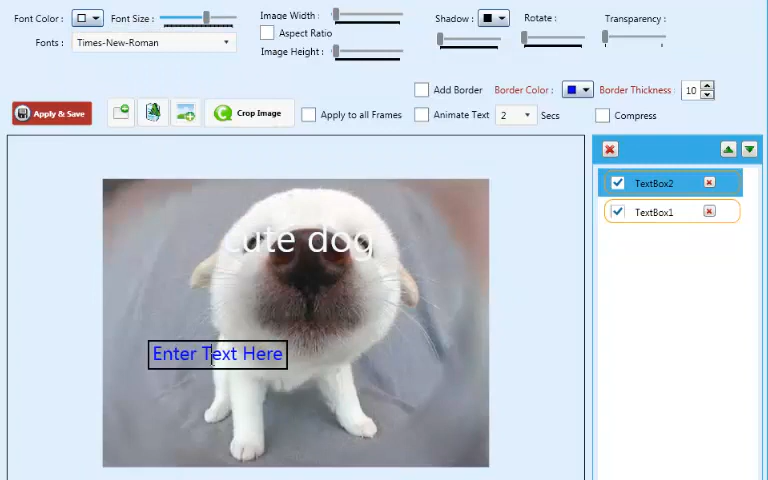 Font Color :
Font Size :
Image Width :
Shadow :
Rotate :
Transparency :
Aspect Ratio
Fonts :
Times-New-Roman
Image Height :
Add Border
Border Color :
Border Thickness :
10
Apply & Save
Crop Image
Apply to all Frames
Animate Text
2
Secs
Compress
TextBox2
TextBox1
cute dog
Enter Text Here